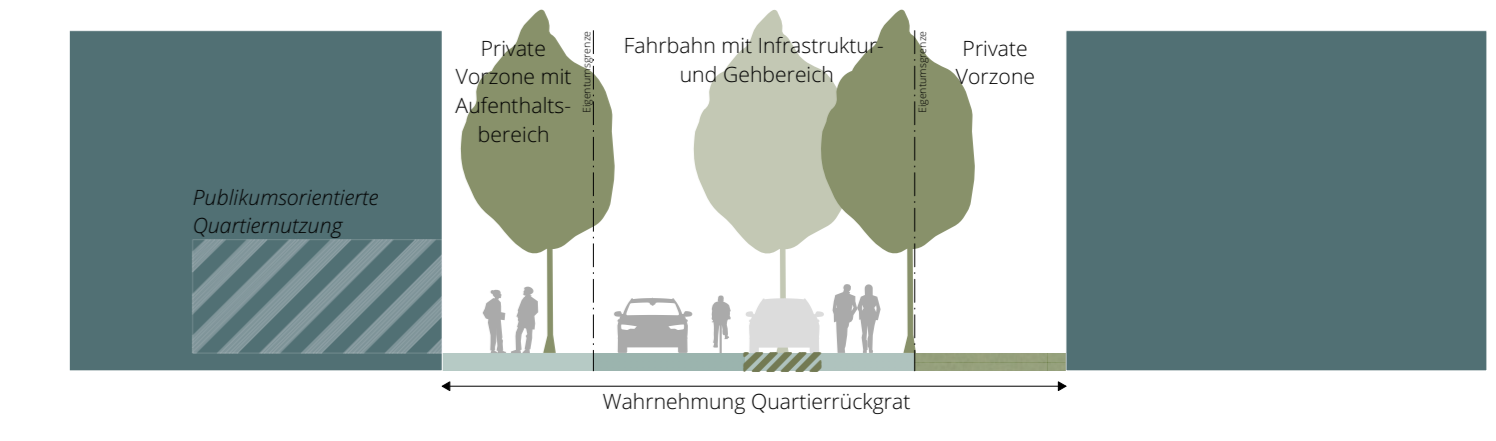 Private
Vorzone mit
Aufenthalts-
bereich
Eigentumsgrenze
Fahrbahn mit Infrastruktur-
und Gehbereich
Eigentumsgrenze
Private
Vorzone
Publikumsorientierte
Quartiernutzung
Wahrnehmung Quartierrückgrat